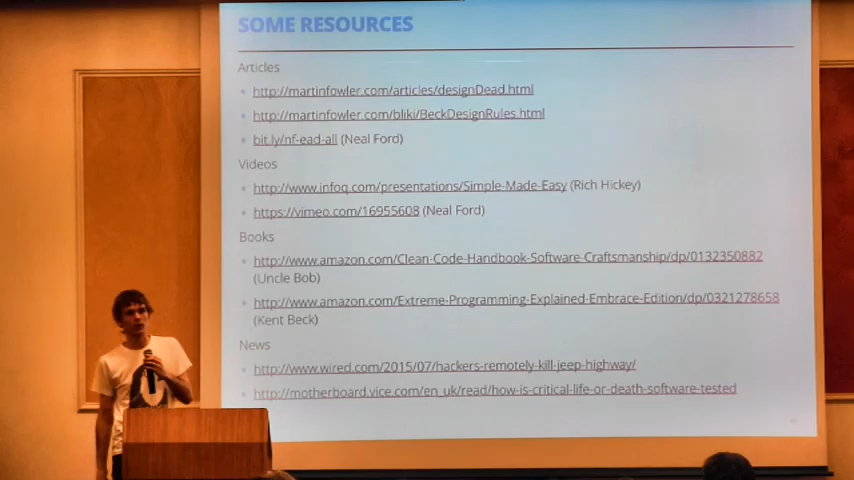 SOME RESOURCES
Articles
http://martinfowler.com/articles/designDead.html
http://martinfowler.com/bliki/BeckDesignRules.html
bit.ly/nf-ead-all (Neal Ford)
Videos
http://www.infoq.com/presentations/Simple-Made-Easy (Rich Hickey)
https://vimeo.com/16955608 (Neal Ford)
Books
http://www.amazon.com/Clean-Code-Handbook-Software-Craftsmanship/dp/0132350882
(Uncle Bob)
http://www.amazon.com/Extreme-Programming-Explained-Embrace-Edition/dp/0321278658
(Kent Beck)
News
http://www.wired.com/2015/07/hackers-remotely-kill-jeep-highway/
http://motherboard.vice.com/en_uk/read/how-is-critical-life-or-death-software-tested